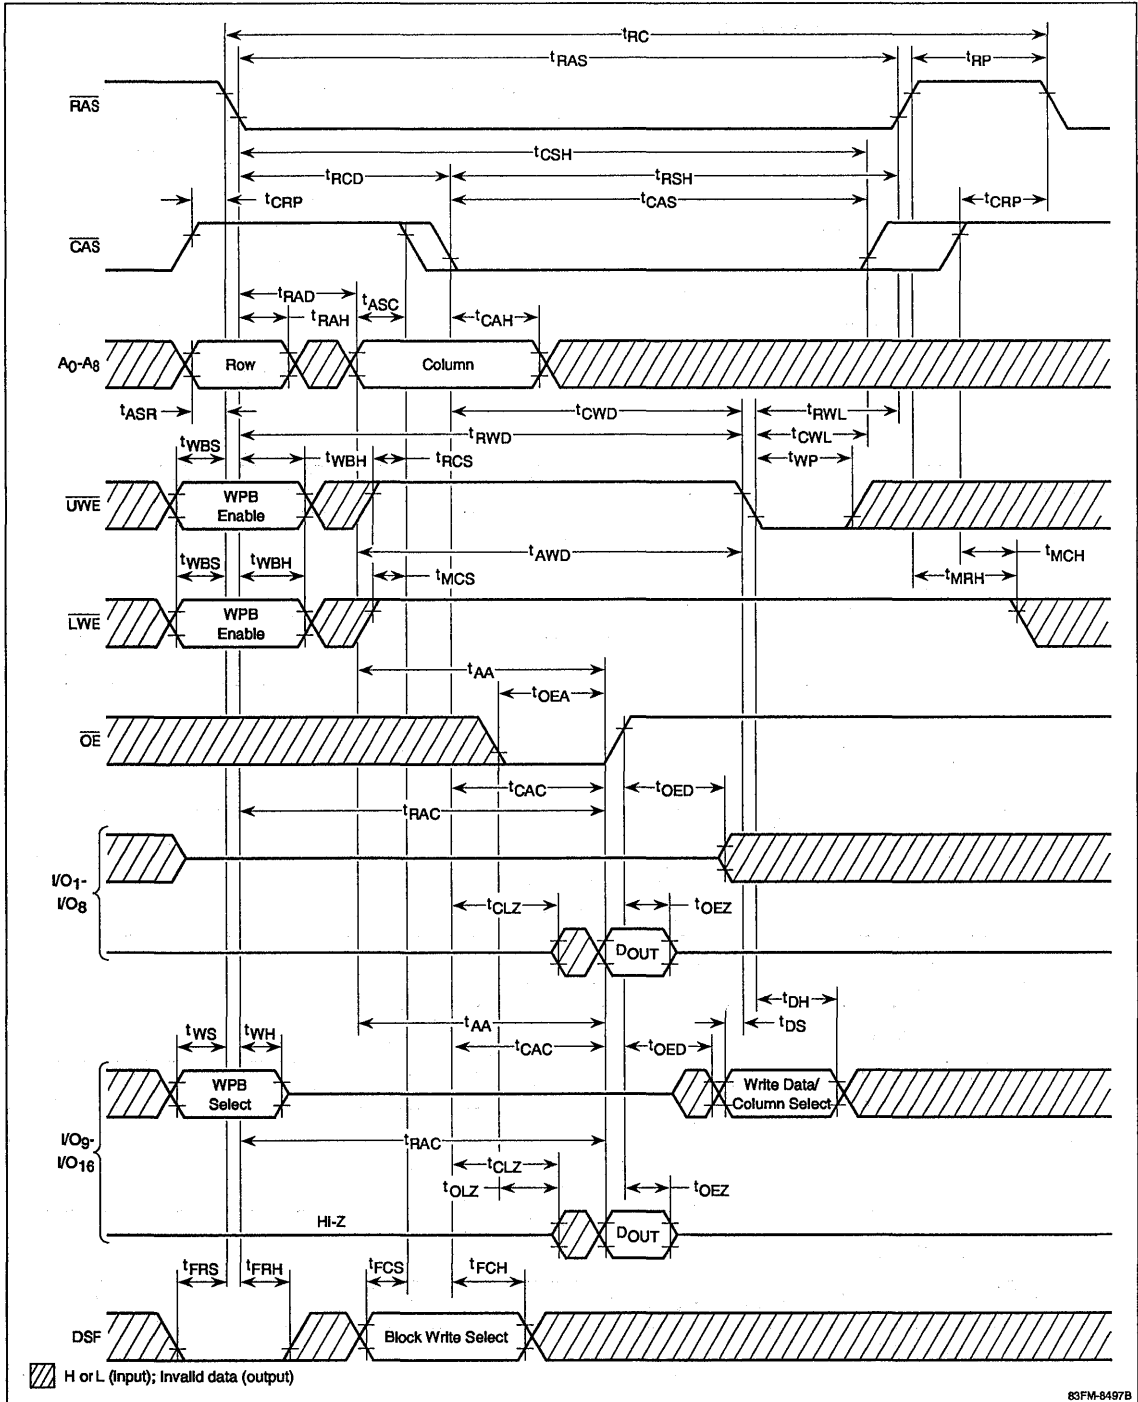 tRC
tRAS
tRP
RAS
tCSH
tRCD
tRSH
tCRP
tCAS
tCRP
CAS
tRAD
tASC
tRAH
tCAH
A0-A8
Row
Column
tASR
tCWD
tRWL
tRWD
tCWL
tWBS
tWBH
tRCS
tWP
UWE
WPB
Enable
tAWD
tMCH
tWBS
tWBH
tMCS
tMRH
LWE
WPB
Enable
tAA
tOEA
OE
tCAC
tOED
tRAC
I/O1-
I/O8
tCLZ
tOEZ
DOUT
tDH
tAA
tDS
tWS
tWH
tCAC
tOED
WPB
Select
Write Data/
Column Select
I/O9-
I/O16
tRAC
tCLZ
tOLZ
tOEZ
HI-Z
DOUT
tFRS
tFRH
tFCS
tFCH
DSF
Block Write Select
H or L (input); Invalid data (output)
83FM-8497B